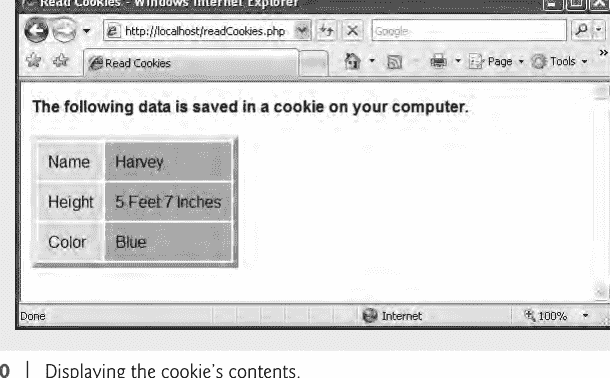 Read Cookies - Windows Internet Explorer
http://localhost/readCookies.php
Google
Read Cookies
Page
Tools
The following data is saved in a cookie on your computer.
Name Harvey
Height 5 Feet 7 Inches
Color Blue
Done Internet 100%
0 | Displaying the cookie's contents.